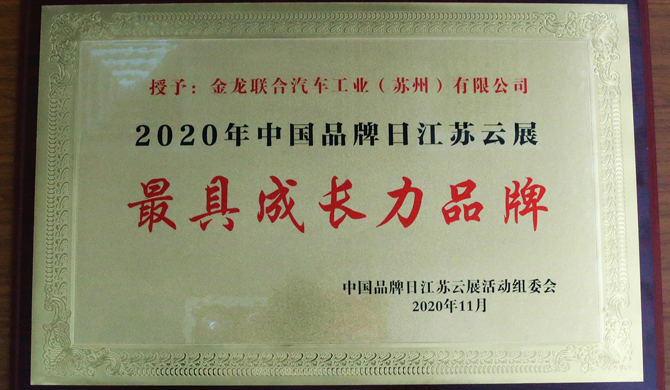 授予：金龙联合汽车工业（苏州）有限公司
2020年中国品牌日江苏云展
最具成长力品牌
中国品牌日江苏云展活动组委会
2020年11月